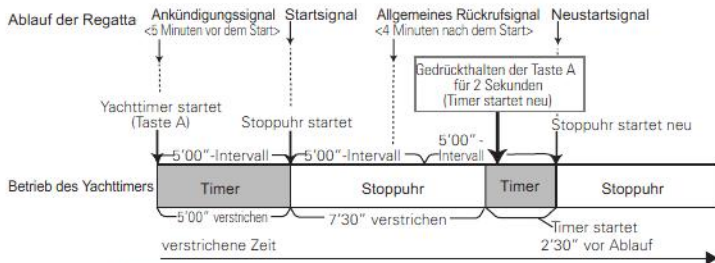 Ablauf der Regatta
Ankündigungssignal
<5 Minuten vor dem Start>
Startsignal
Allgemeines Rückrufsignal
<4 Minuten nach dem Start>
Neustartsignal
Gedrückthalten der Taste A
für 2 Sekunden
(Timer startet neu)
Yachttimer startet
(Taste A)
Stoppuhr startet
Stoppuhr startet neu
5'00"-Intervall
5'00"-Intervall
5'00"-
Intervall
Betrieb des Yachttimers
Timer
Stoppuhr
Timer
Stoppuhr
5'00" verstrichen
7'30" verstrichen
Timer startet
2'30" vor Ablauf
verstrichene Zeit